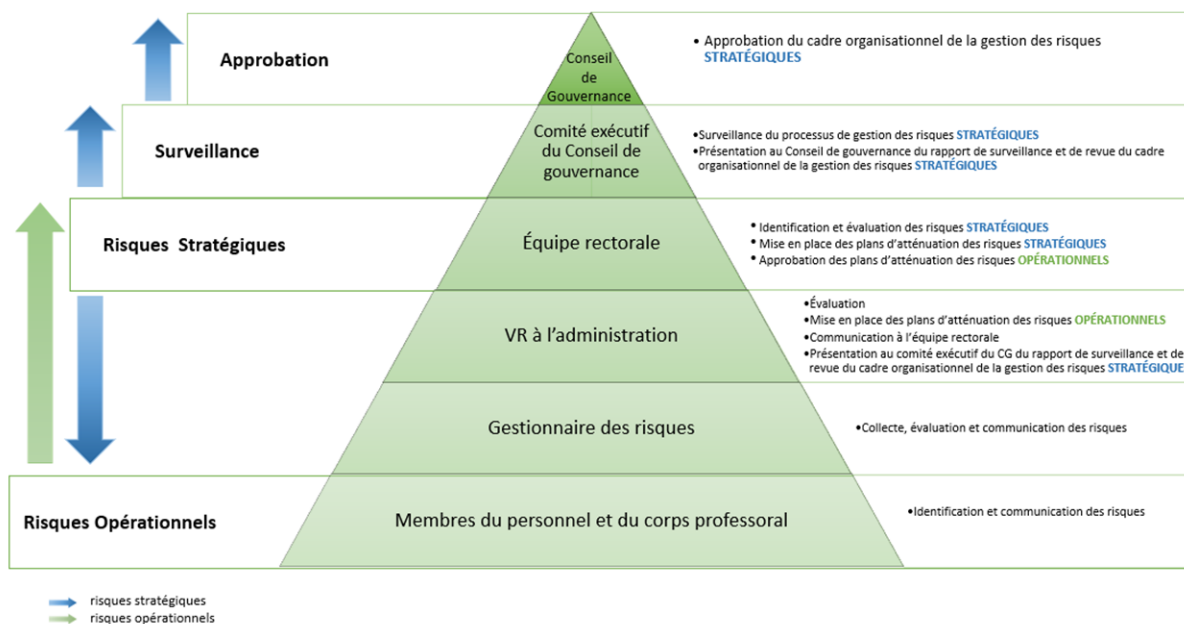 Approbation
Conseil
de
Gouvernance
• Approbation du cadre organisationnel de la gestion des risques
STRATÉGIQUES
Surveillance
Comité exécutif
du Conseil de
gouvernance
•Surveillance du processus de gestion des risques STRATÉGIQUES
•Présentation au Conseil de gouvernance du rapport de surveillance et de revue du cadre
organisationnel de la gestion des risques STRATÉGIQUES
Risques Stratégiques
Équipe rectorale
• Identification et évaluation des risques STRATÉGIQUES
• Mise en place des plans d'atténuation des risques STRATÉGIQUES
• Approbation des plans d'atténuation des risques OPÉRATIONNELS
VR à l'administration
•Évaluation
•Mise en place des plans d'atténuation des risques OPÉRATIONNELS
•Communication à l'équipe rectorale
•Présentation au comité exécutif du CG du rapport de surveillance et de
revue du cadre organisationnel de la gestion des risques STRATÉGIQUE
Gestionnaire des risques
•Collecte, évaluation et communication des risques
Risques Opérationnels
Membres du personnel et du corps professoral
•Identification et communication des risques
risques stratégiques
risques opérationnels